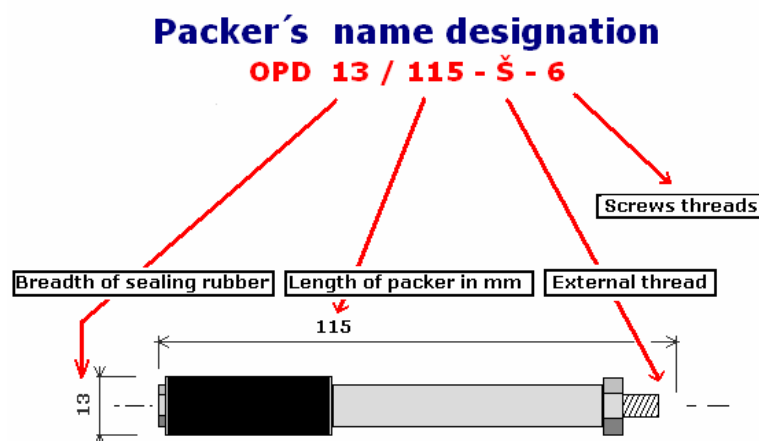 Packer´s name designation
OPD 13 / 115 - Š - 6
Screws threads
Breadth of sealing rubber
Length of packer in mm
External thread
115
13